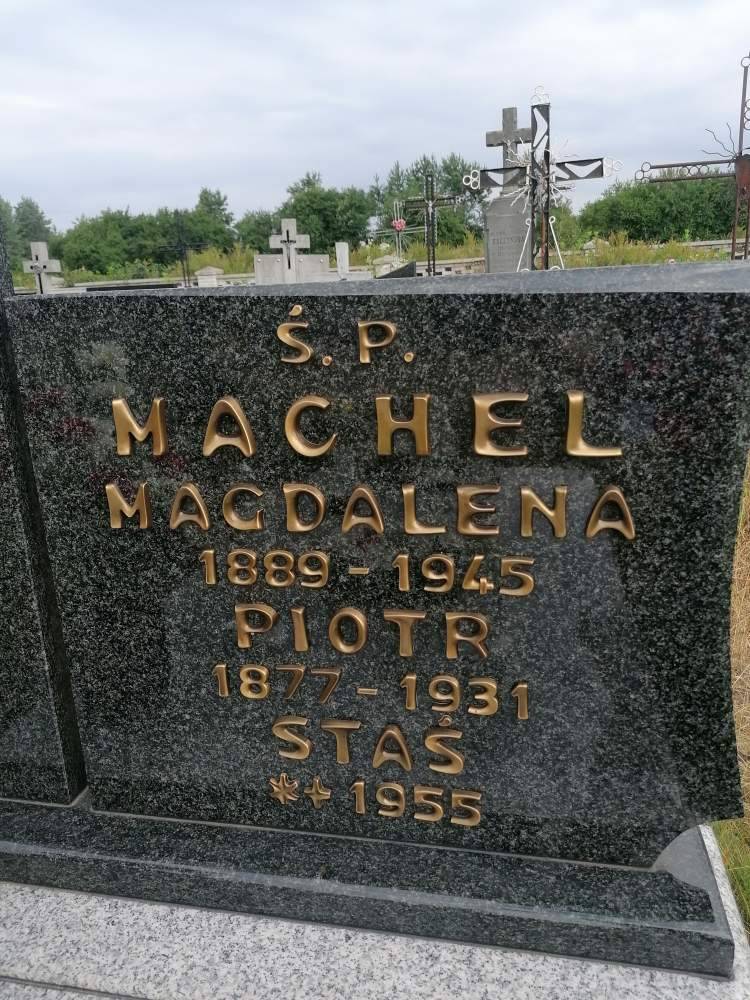 Ś.P.
MACHEL
MAGDALENA
1889-1945
PIOTR
1877-1931
STAŚ
*+ 1955